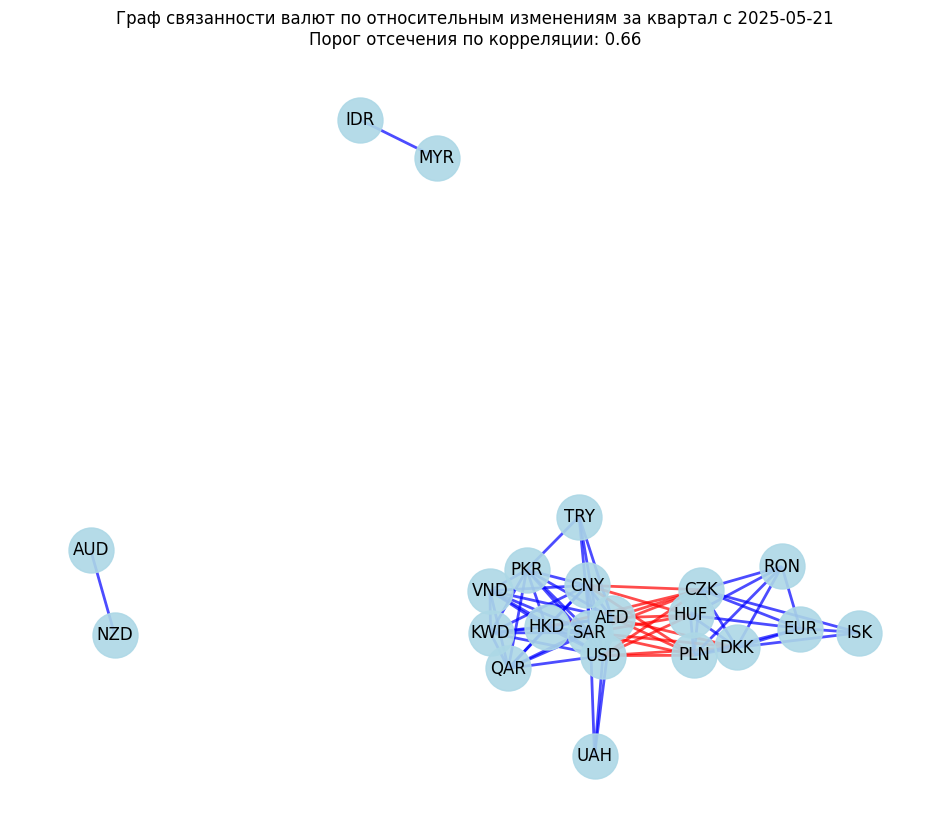 Граф связанности валют по относительным изменениям за квартал с 2025-05-21
Порог отсечения по корреляции: 0.66
IDR
MYR
TRY
AUD
PKR
RON
VND
CNY
CZK
HUF
AED
HKD
EUR
KWD
SAR
ISK
NZD
DKK
PLN
USD
QAR
UAH